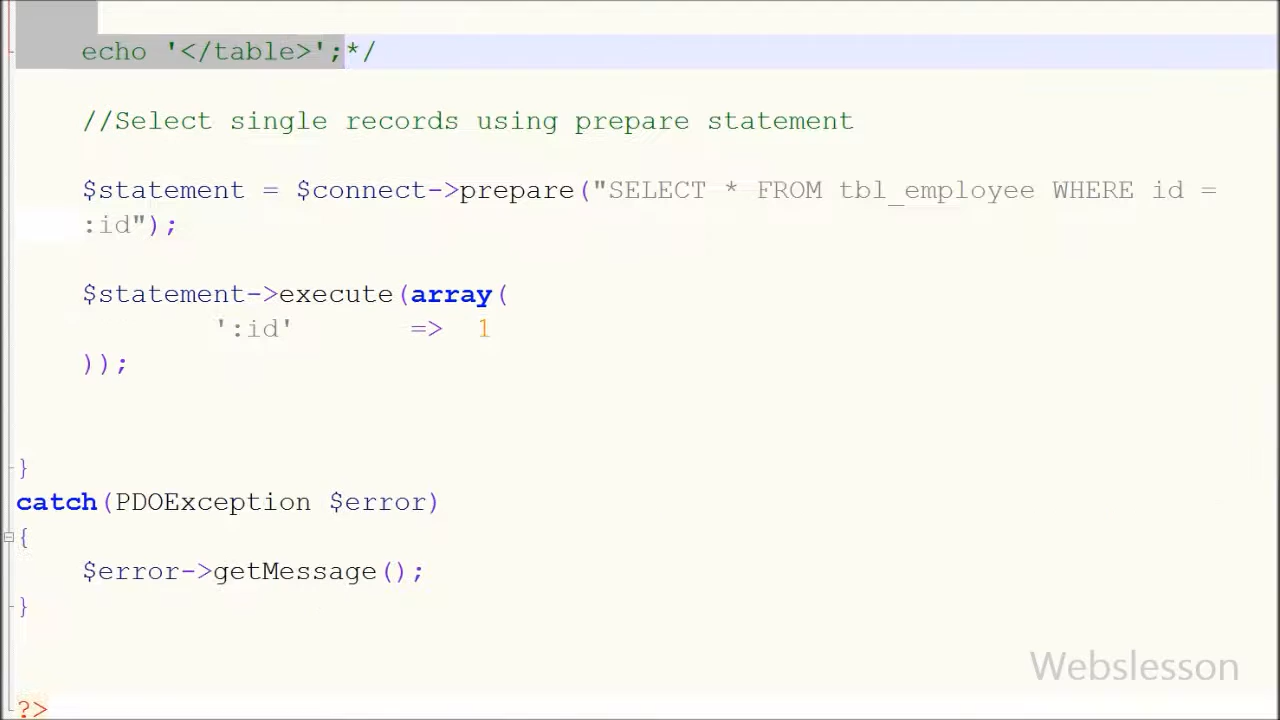 echo '</table>';*/
//Select single records using prepare statement
$statement = $connect->prepare("SELECT * FROM tbl_employee WHERE id =
:id");
$statement->execute(array(
':id' => 1
));
}
catch(PDOException $error)
{
$error->getMessage();
}
Webslesson
?>